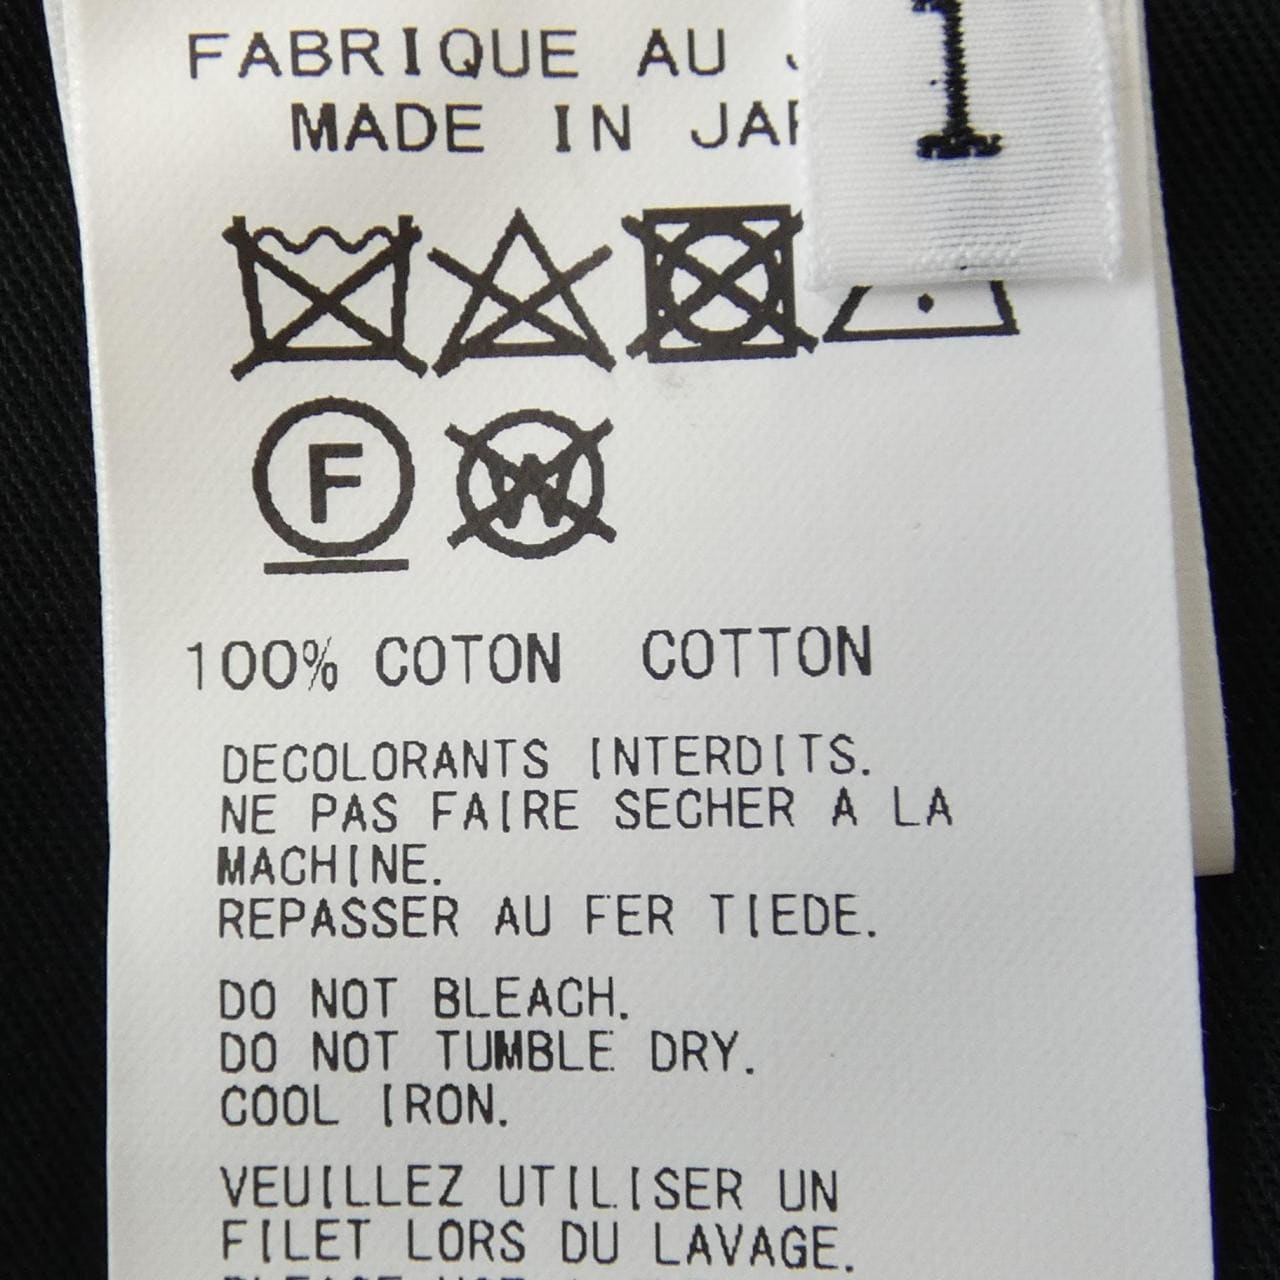 FABRIQUE AU
MADE IN
1
F
W
100% COTON COTTON
DECOLORANTS INTERDITS.
NE PAS FAIRE SECHER A LA
MACHINE.
REPASSER AU FER TIEDE.
DO NOT BLEACH.
DO NOT TUMBLE DRY.
COOL IRON.
VEUILLEZ UTILISER UN
FILET LORS DU LAVAGE.